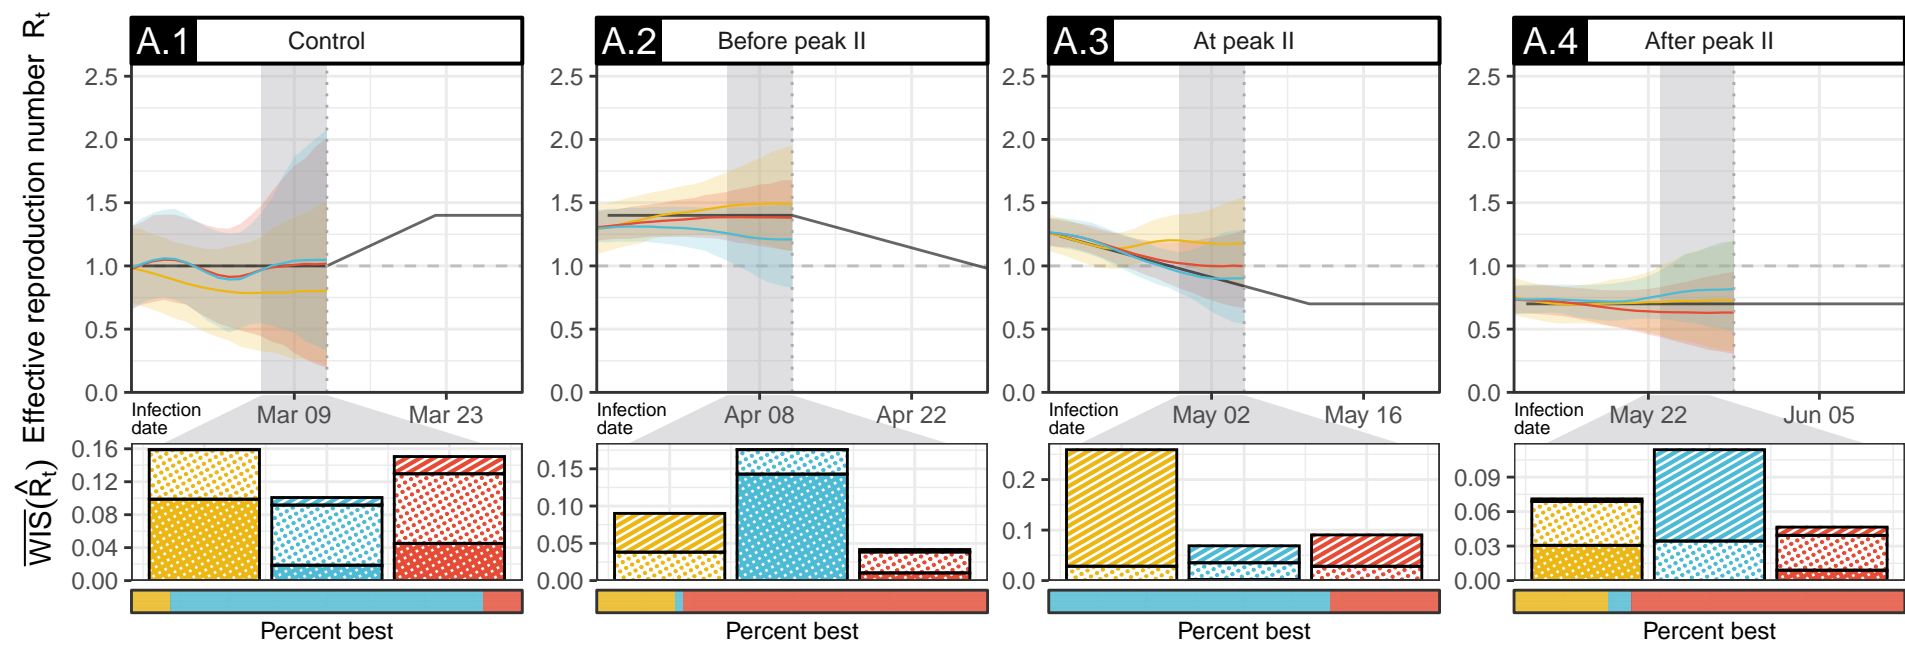 A.1 Control
A.2 Before peak II
A.3 At peak II
A.4 After peak II
Effective reproduction number Rₜ
2.5
2.0
1.5
1.0
0.5
0.0
2.5
2.0
1.5
1.0
0.5
0.0
2.5
2.0
1.5
1.0
0.5
0.0
2.5
2.0
1.5
1.0
0.5
0.0
Infection
date
Mar 09 Mar 23
Infection
date
Apr 08 Apr 22
Infection
date
May 02 May 16
Infection
date
May 22 Jun 05
WIS(R̂ₜ)
0.16
0.12
0.08
0.04
0.00
0.15
0.10
0.05
0.00
0.2
0.1
0.0
0.09
0.06
0.03
0.00
Percent best
Percent best
Percent best
Percent best